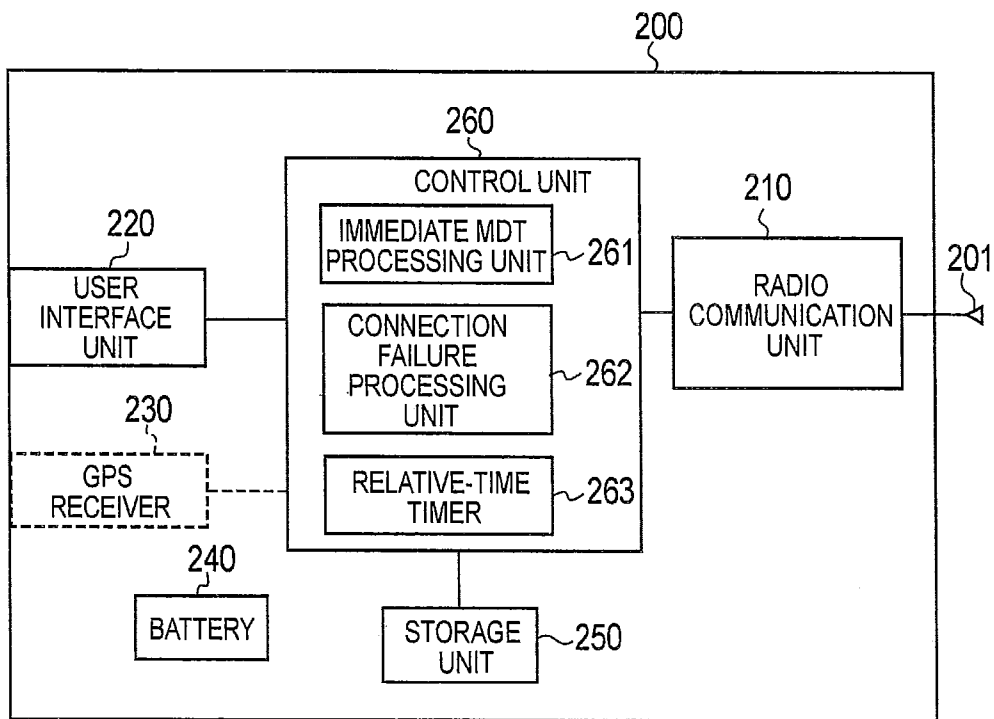 200
260
CONTROL UNIT
210
220
IMMEDIATE MDT
PROCESSING UNIT
261
201
USER
INTERFACE
UNIT
RADIO
COMMUNICATION
UNIT
CONNECTION
FAILURE
PROCESSING
UNIT
262
230
GPS
RECEIVER
RELATIVE-TIME
TIMER
263
240
BATTERY
STORAGE
UNIT
250